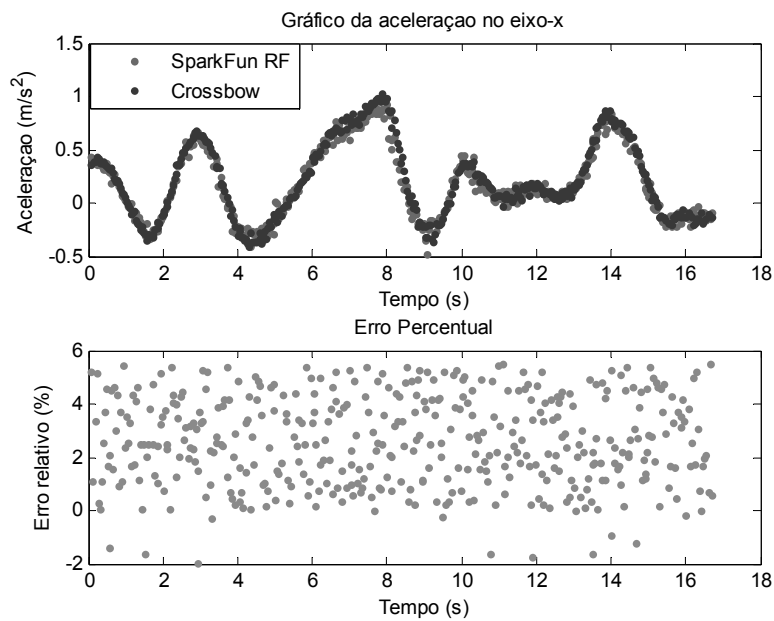 Gráfico da aceleraçao no eixo-x
1.5
1
0.5
0
-0.5
Aceleraçao (m/s²)
SparkFun RF
Crossbow
0 2 4 6 8 10 12 14 16 18
Tempo (s)
Erro Percentual
6
4
2
0
-2
Erro relativo (%)
0 2 4 6 8 10 12 14 16 18
Tempo (s)